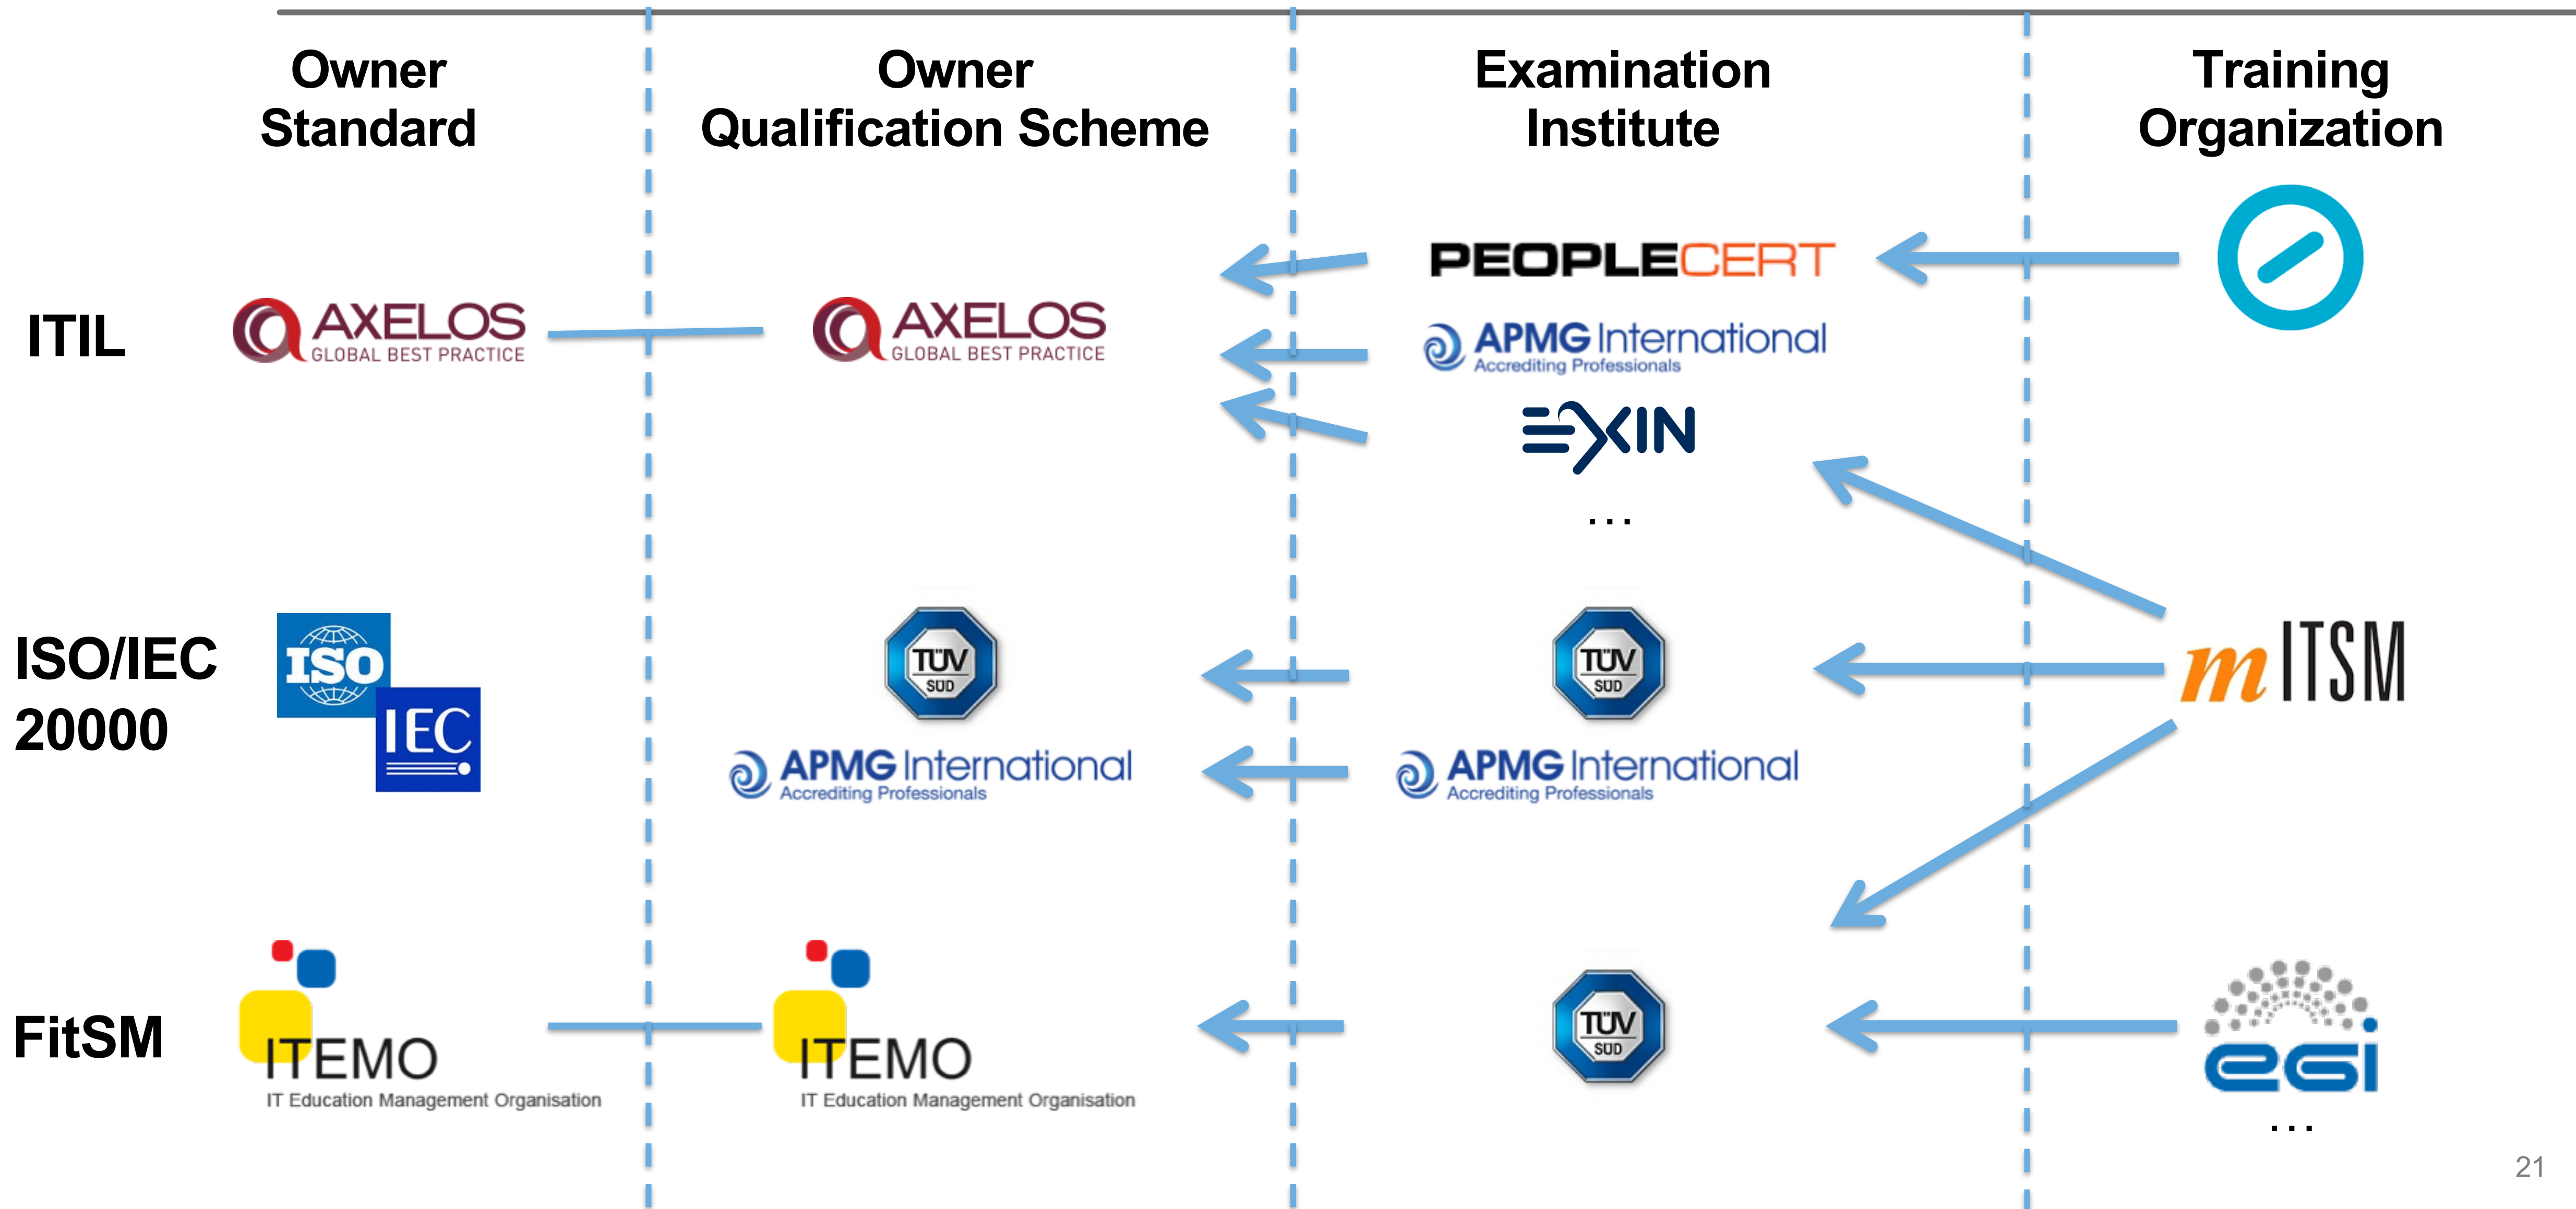 Owner
Standard
Owner
Qualification Scheme
Examination
Institute
Training
Organization
ITIL
AXELOS
GLOBAL BEST PRACTICE
AXELOS
GLOBAL BEST PRACTICE
PEOPLECERT
APMG International
Accrediting Professionals
EXIN
...
ISO/IEC
20000
ISO
IEC
TÜV
SÜD
APMG International
Accrediting Professionals
TÜV
SÜD
APMG International
Accrediting Professionals
mITSM
FitSM
ITEMO
IT Education Management Organisation
ITEMO
IT Education Management Organisation
TÜV
SÜD
egi
...
21